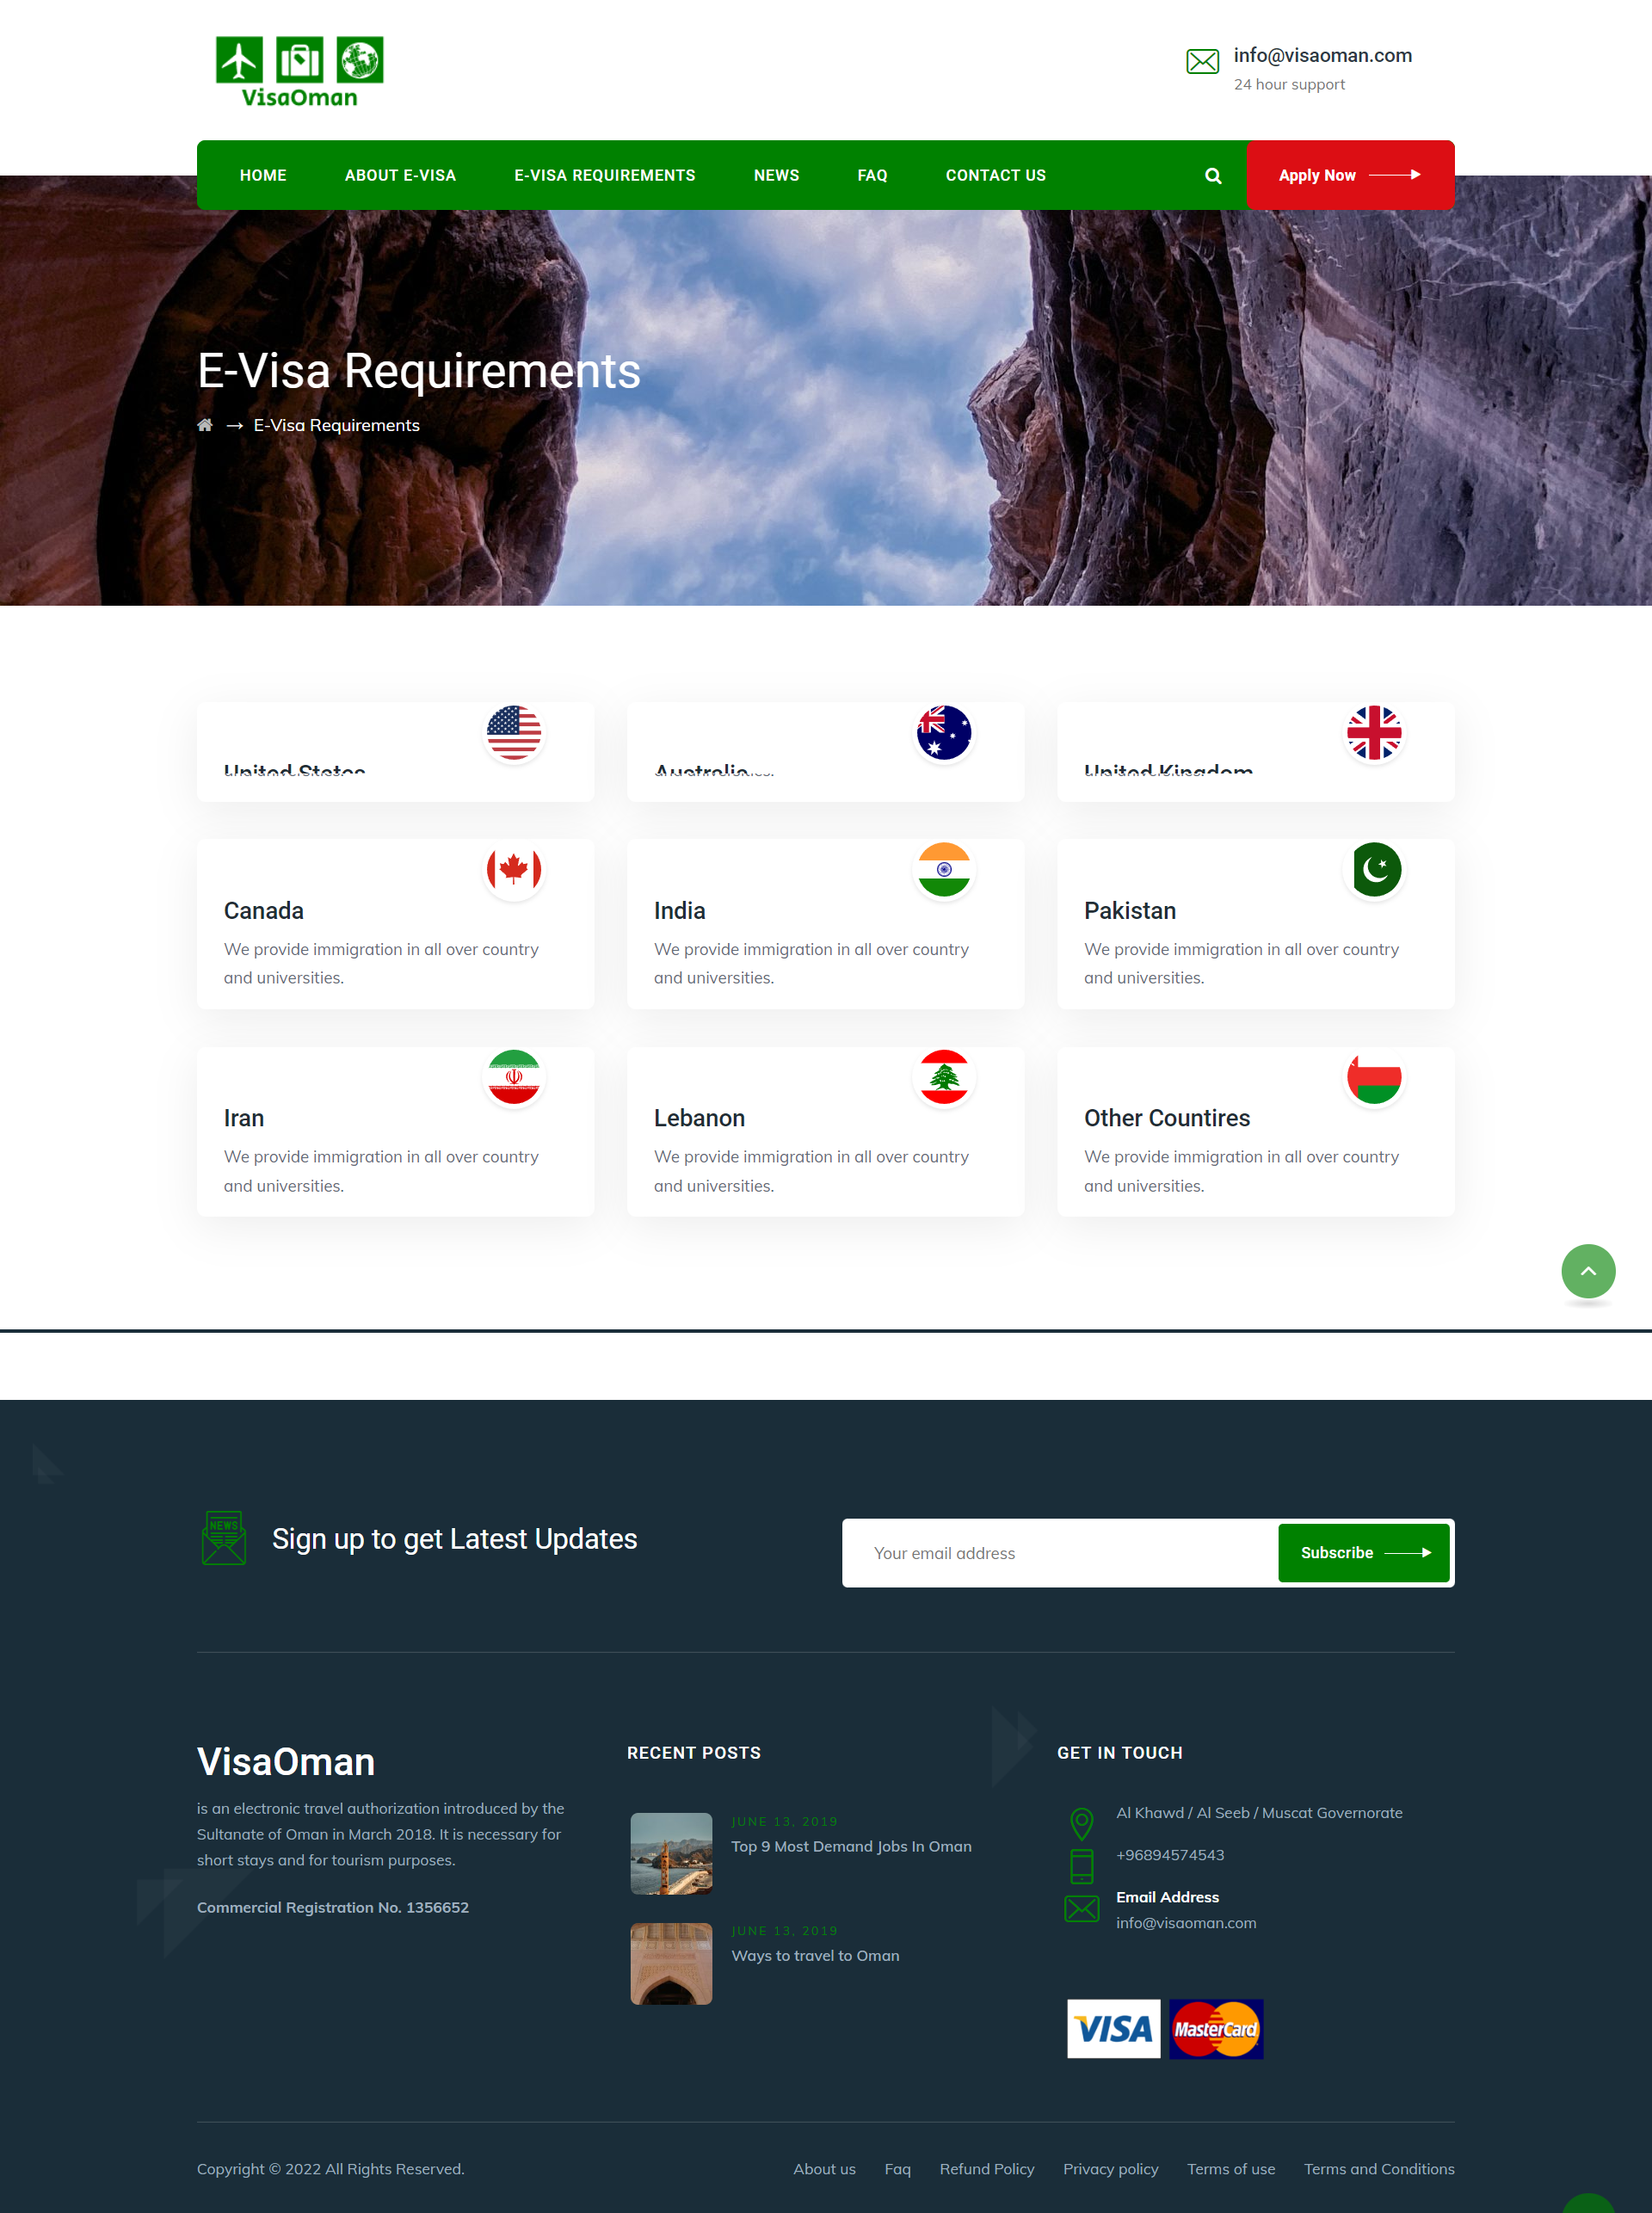 VisaOman
info@visaoman.com
24 hour support
HOME ABOUT E-VISA E-VISA REQUIREMENTS NEWS FAQ CONTACT US Apply Now
E-Visa Requirements
E-Visa Requirements
United States Australia United Kingdom
Canada India Pakistan
We provide immigration in all over country We provide immigration in all over country We provide immigration in all over country
and universities. and universities. and universities.
Iran Lebanon Other Countires
We provide immigration in all over country We provide immigration in all over country We provide immigration in all over country
and universities. and universities. and universities.
NEWS
Sign up to get Latest Updates
Your email address
Subscribe
VisaOman
is an electronic travel authorization introduced by the
Sultanate of Oman in March 2018. It is necessary for
short stays and for tourism purposes.
Commercial Registration No. 1356652
RECENT POSTS
JUNE 13, 2019
Top 9 Most Demand Jobs In Oman
JUNE 13, 2019
Ways to travel to Oman
GET IN TOUCH
Al Khawd / Al Seeb / Muscat Governorate
+96894574543
Email Address
info@visaoman.com
VISA MasterCard
Copyright © 2022 All Rights Reserved.
About us Faq Refund Policy Privacy policy Terms of use Terms and Conditions